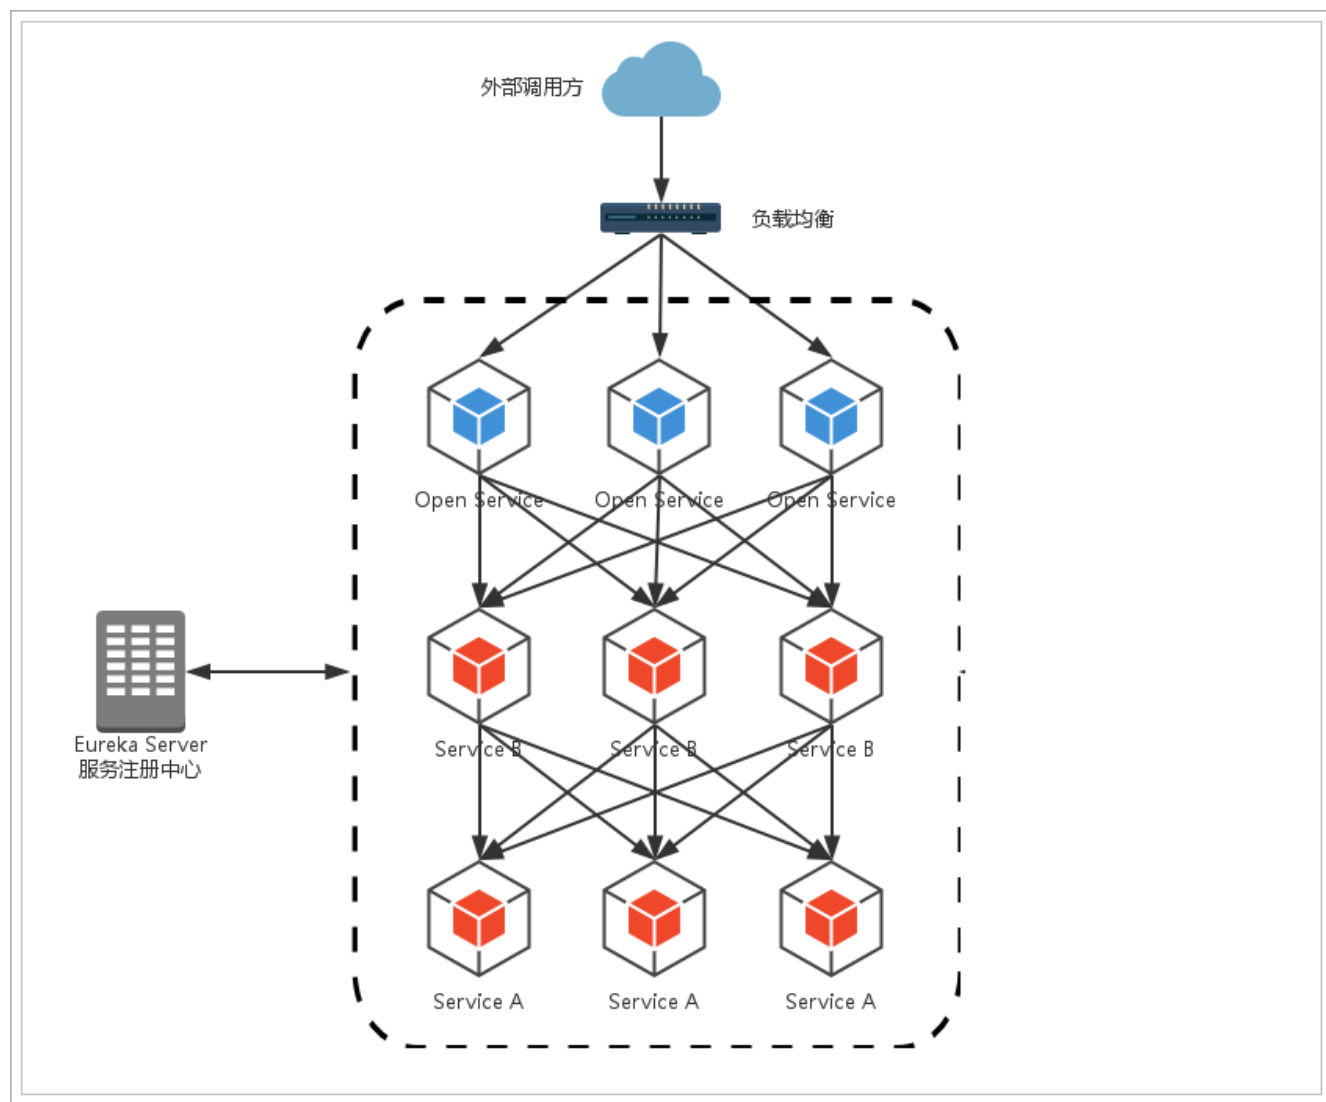 外部调用方
负载均衡
Open Service
Open Service
Open Service
Eureka Server
服务注册中心
Service B
Service B
Service B
Service A
Service A
Service A